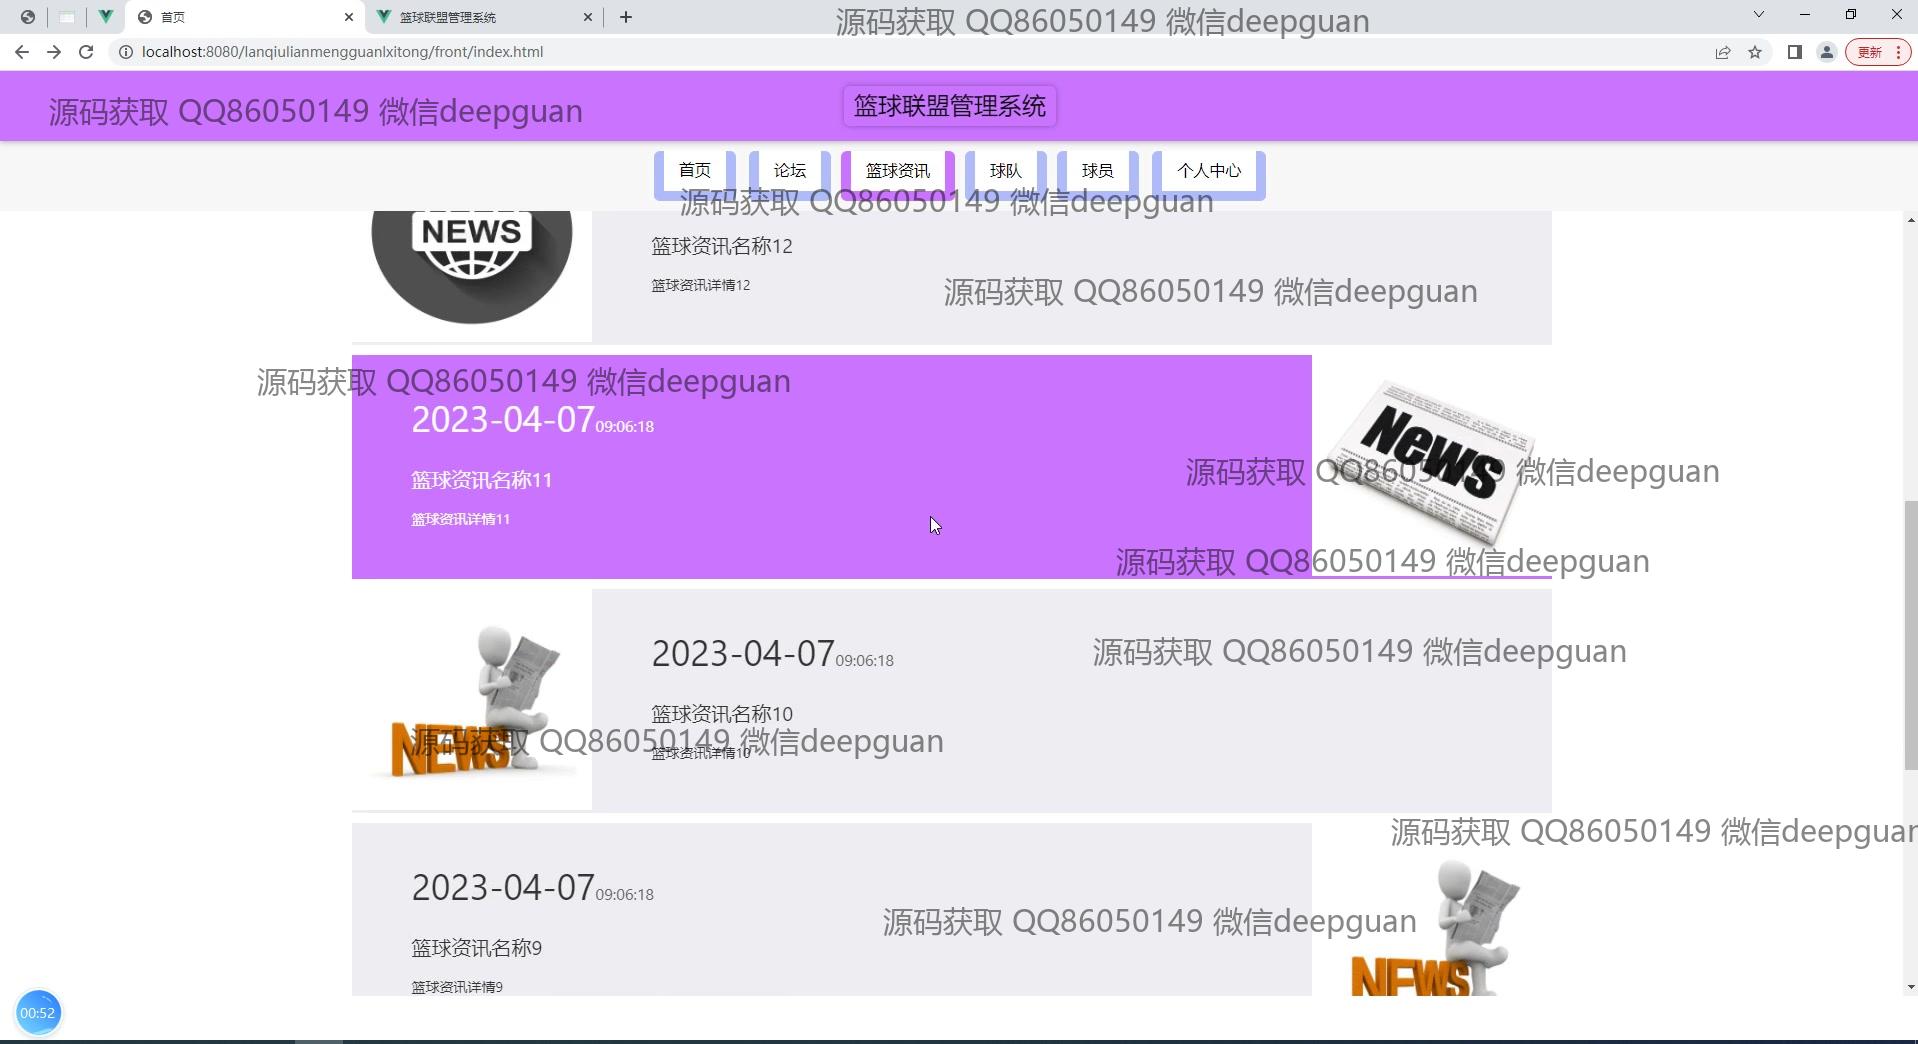 首页
篮球联盟管理系统
源码获取 QQ86050149 微信deepguan
localhost:8080/lanqiulianmengguanlxitong/front/index.html
更新
源码获取 QQ86050149 微信deepguan
篮球联盟管理系统
首页
论坛
篮球资讯
球队
球员
个人中心
源码获取 QQ86050149 微信deepguan
NEWS
篮球资讯名称12
篮球资讯详情12
源码获取 QQ86050149 微信deepguan
源码获取 QQ86050149 微信deepguan
2023-04-07 09:06:18
篮球资讯名称11
篮球资讯详情11
News
源码获取 QQ86050149 微信deepguan
源码获取 QQ86050149 微信deepguan
2023-04-07 09:06:18
源码获取 QQ86050149 微信deepguan
篮球资讯名称10
篮球资讯详情10
NEWS
源码获取 QQ86050149 微信deepguan
源码获取 QQ86050149 微信deepguan
2023-04-07 09:06:18
源码获取 QQ86050149 微信deepguan
篮球资讯名称9
篮球资讯详情9
NEWS
00:52